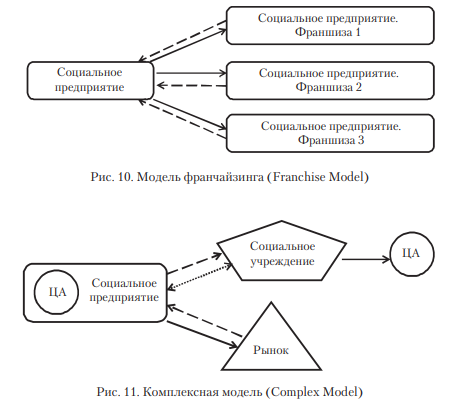 Социальное предприятие.
Франшиза 1
Социальное
предприятие
Социальное предприятие.
Франшиза 2
Социальное предприятие.
Франшиза 3
Рис. 10. Модель франчайзинга (Franchise Model)
Социальное
учреждение
ЦА
ЦА
Социальное
предприятие
Рынок
Рис. 11. Комплексная модель (Complex Model)